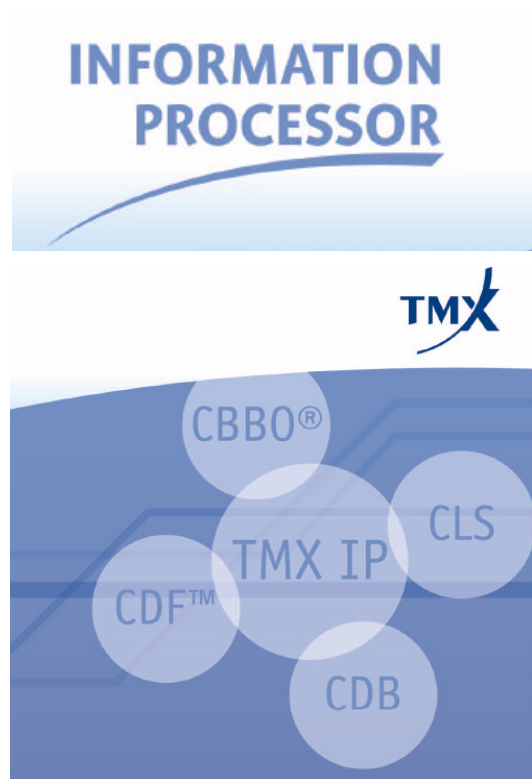 INFORMATION
PROCESSOR
TMX
CBBO®
CLS
TMX IP
CDF™
CDB